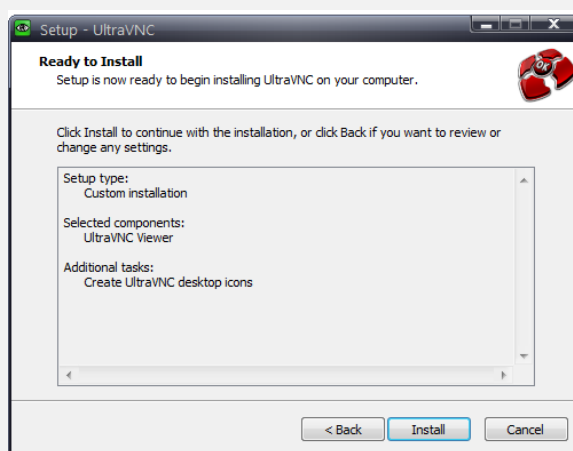 Setup - UltraVNC
Ready to Install
Setup is now ready to begin installing UltraVNC on your computer.
OK
Click Install to continue with the installation, or click Back if you want to review or
change any settings.
Setup type:
Custom installation
Selected components:
UltraVNC Viewer
Additional tasks:
Create UltraVNC desktop icons
< Back
Install
Cancel